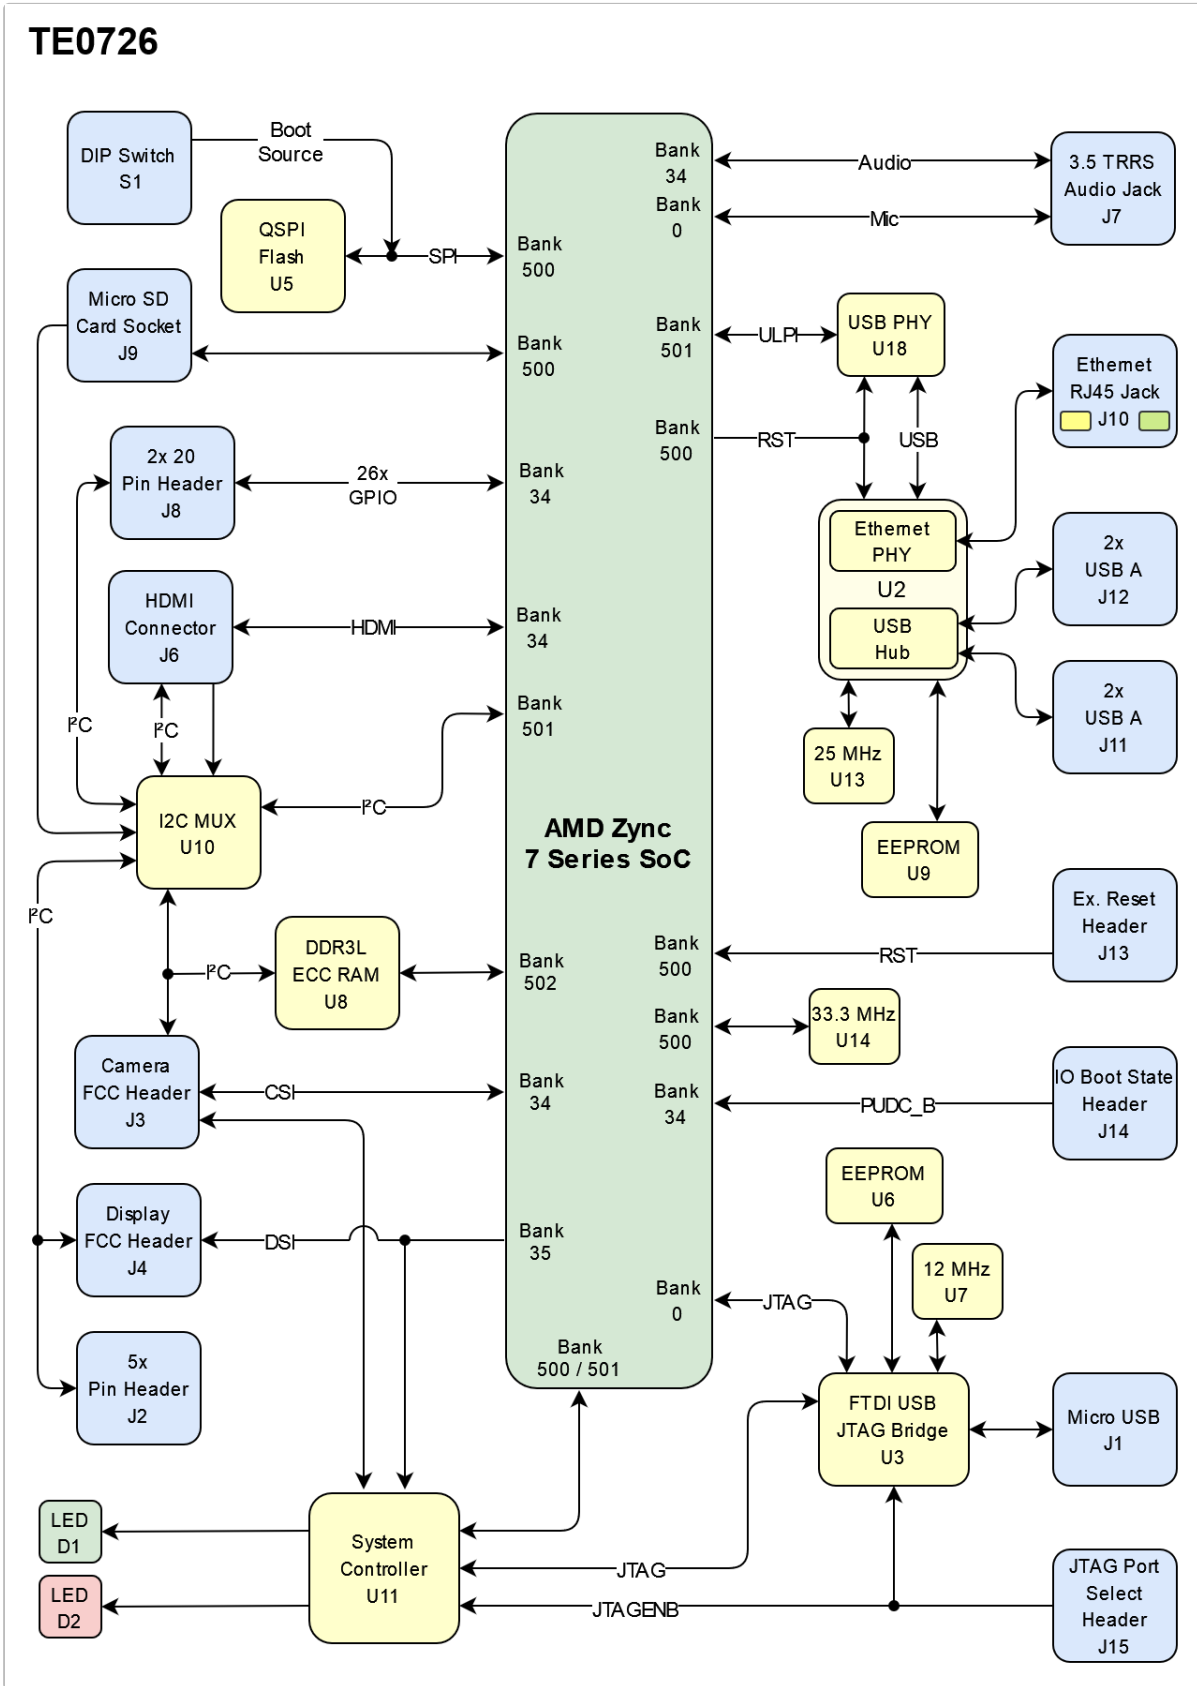 TE0726
DIP Switch
S1
Boot
Source
QSPI
Flash
U5
SPI
Bank
500
Micro SD
Card Socket
J9
Bank
500
2x 20
Pin Header
J8
26x
GPIO
Bank
34
HDMI
Connector
J6
HDMI
Bank
34
I²C
I²C
Bank
501
I²C
I2C MUX
U10
I²C
I²C
DDR3L
ECC RAM
U8
Bank
502
Camera
FCC Header
J3
CSI
Bank
34
Display
FCC Header
J4
DSI
Bank
35
5x
Pin Header
J2
Bank
500 / 501
LED
D1
LED
D2
System
Controller
U11
JTAG
JTAGENB
AMD Zync
7 Series SoC
Bank
34
Audio
Bank
0
Mic
3.5 TRRS
Audio Jack
J7
Bank
501
ULPI
USB PHY
U18
Bank
500
RST
USB
Ethernet
RJ45 Jack
J10
Ethernet
PHY
U2
USB
Hub
2x
USB A
J12
2x
USB A
J11
25 MHz
U13
EEPROM
U9
Bank
500
RST
Ex. Reset
Header
J13
Bank
500
33.3 MHz
U14
Bank
34
PUDC_B
IO Boot State
Header
J14
EEPROM
U6
12 MHz
U7
Bank
0
JTAG
FTDI USB
JTAG Bridge
U3
Micro USB
J1
JTAG Port
Select
Header
J15